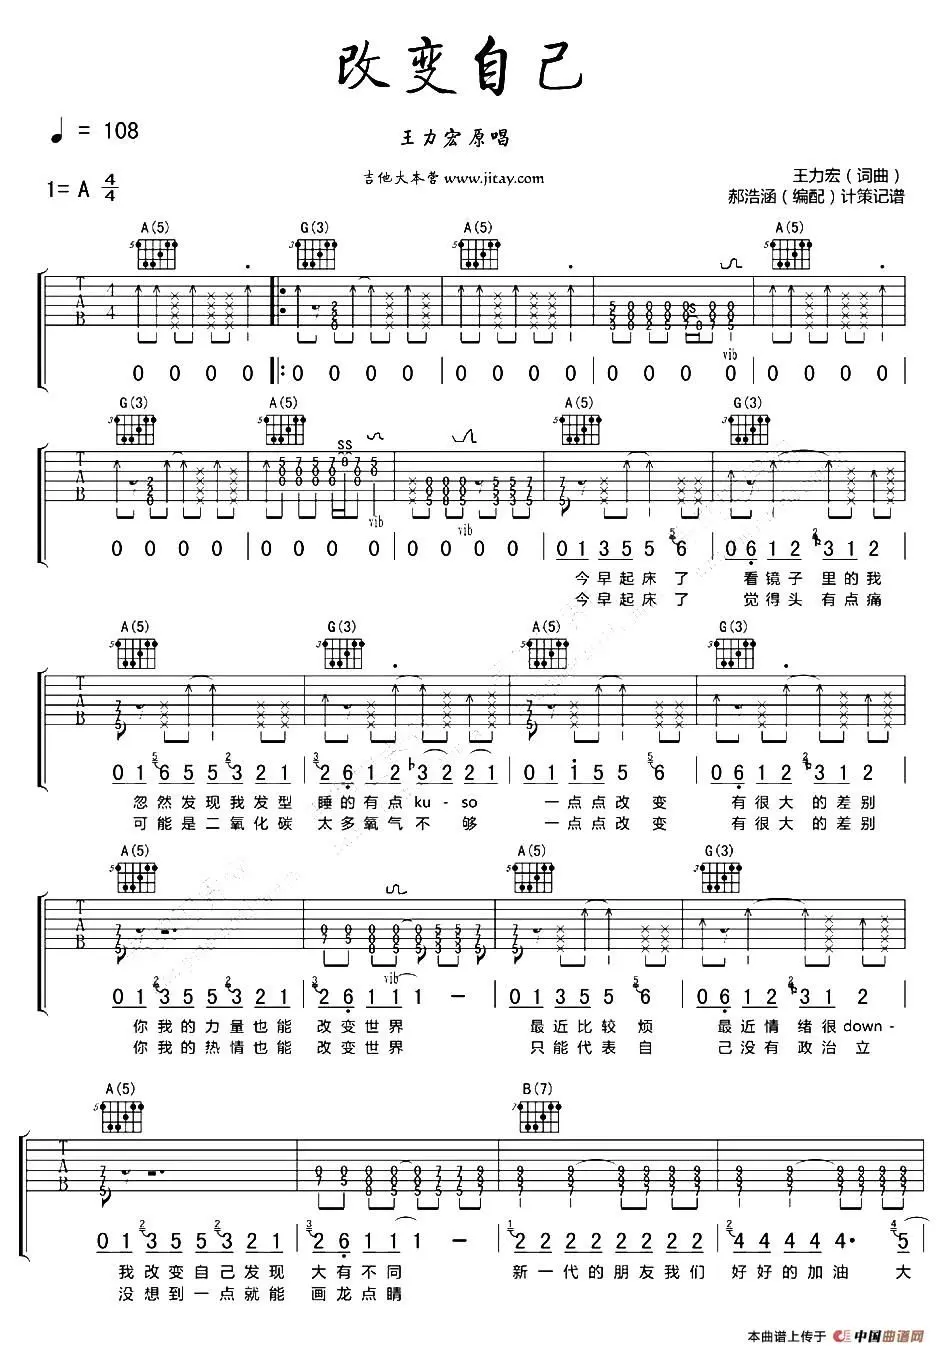 改变自己
♩ = 108
王力宏原唱
1= A 4/4
吉他大本营 www.jitay.com
王力宏（词曲）
郝浩涵（编配）计策记谱
A(5) G(3) A(5) A(5)
T A B 4 4
vib
0 0 0 0 0 0 0 0 0 0 0 0 0 0 0 0 0 0 0 0
G(3) A(5) A(5) G(3)
SS
T A B
vib vib
0 0 0 0 0 0 0 0 0 0 0 0 0 1 3 5 5 6 0 6 1 2 3 1 2
今早起床了 看镜子里的我
今早起床了 觉得头有点痛
A(5) G(3) A(5) G(3)
T A B
0 1 6 5 5 3 2 1 2 6 1 2 3 2 2 1 0 1 1 5 5 6 0 6 1 2 3 1 2
忽然发现我发型 睡的有点ku-so 一点点改变 有很大的差别
可能是二氧化碳 太多氧气不够 一点点改变 有很大的差别
A(5) A(5) G(3)
T A B
vib
0 1 3 5 5 3 2 1 2 6 1 1 1 - 0 1 3 5 5 6 0 6 1 2 3 1 2
你我的力量也能 改变世界 最近比较烦 最近情绪很down-
你我的热情也能 改变世界 只能代表自 己没有政治立
A(5) B(7)
T A B
0 1 3 5 5 3 2 1 2 6 1 1 1 2 2 2 2 2 2 2 2 4 4 4 4 4· 5
我改变自己发现 大有不同 新一代的朋友我们 好好的加油 大
没想到一点就能 画龙点睛
本曲谱上传于 中国曲谱网